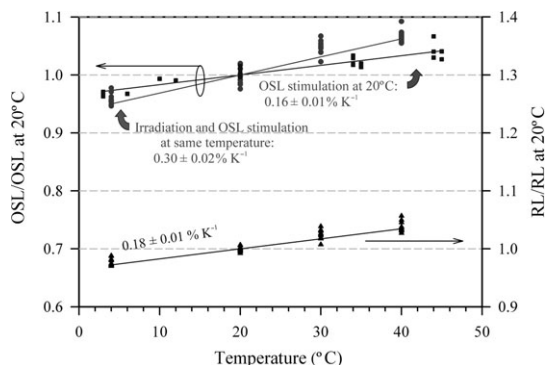 OSL/OSL at 20°C
1.1
1.0
0.9
0.8
0.7
0.6
1.4
1.3
1.2
1.1
1.0
0.9
RL/RL at 20°C
OSL stimulation at 20°C:
0.16 ± 0.01% K⁻¹
Irradiation and OSL stimulation
at same temperature:
0.30 ± 0.02% K⁻¹
0.18 ± 0.01 % K⁻¹
0
10
20
30
40
50
Temperature (°C)